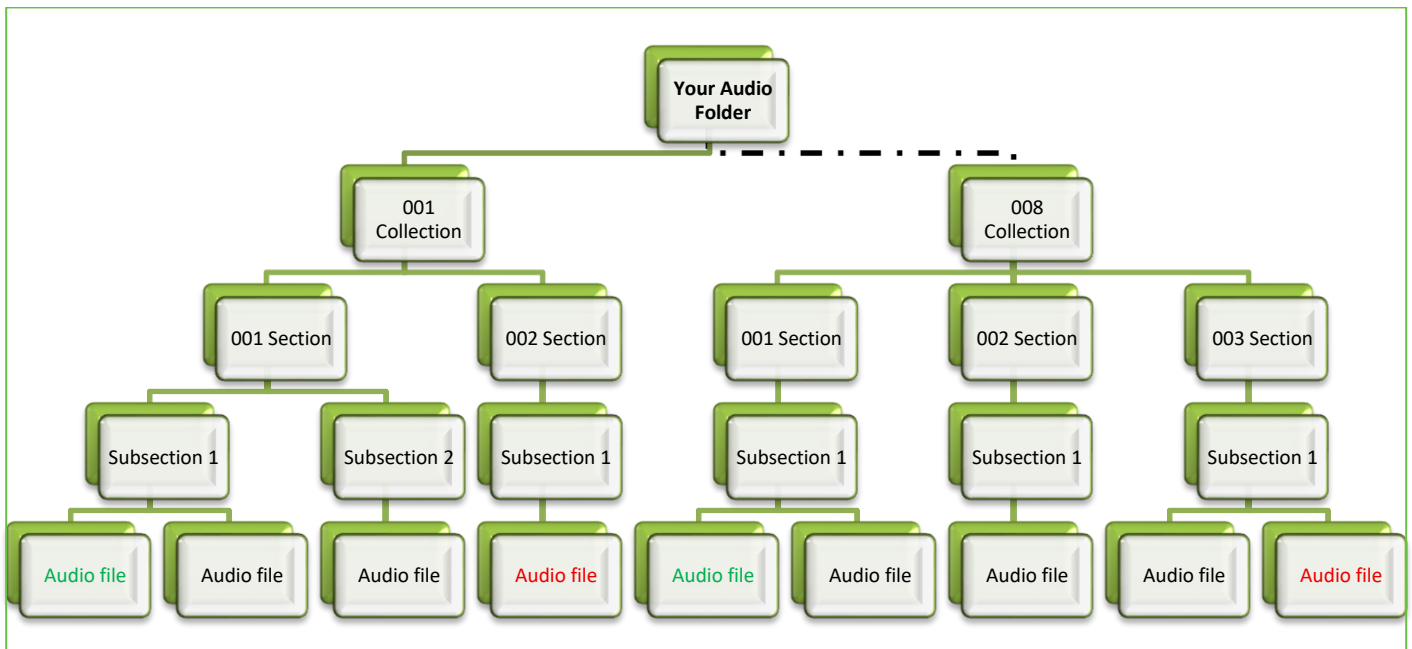 Your Audio
Folder
001
Collection
008
Collection
001 Section
002 Section
001 Section
002 Section
003 Section
Subsection 1
Subsection 2
Subsection 1
Subsection 1
Subsection 1
Subsection 1
Audio file
Audio file
Audio file
Audio file
Audio file
Audio file
Audio file
Audio file
Audio file